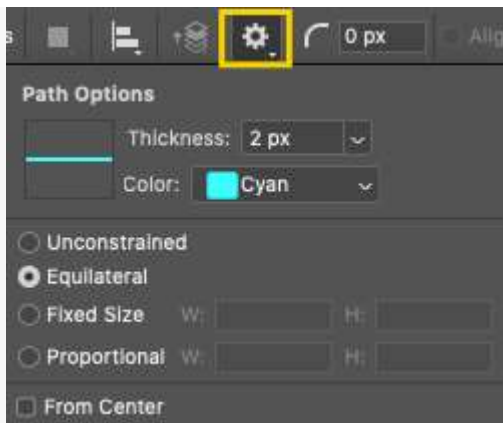 0 px
Path Options
Thickness: 2 px
Color: Cyan
Unconstrained
Equilateral
Fixed Size W: H:
Proportional W: H:
From Center